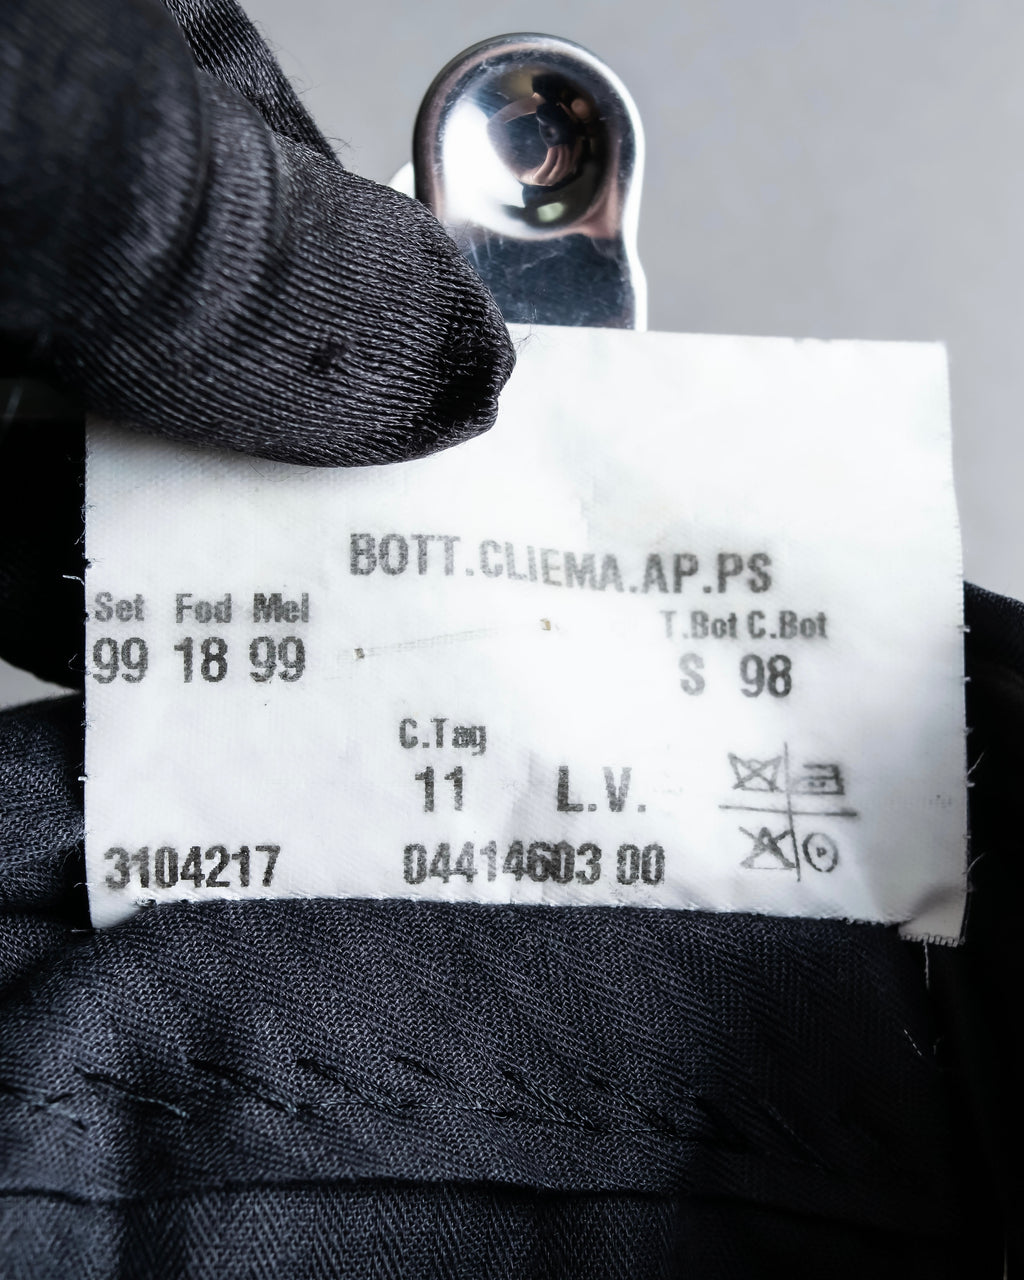 BOTT.CLIEMA.AP.PS
Set Fod Mel
99 18 99
T.Bot C.Bot
S 98
C.Tag
11 L.V.
3104217 04414603 00